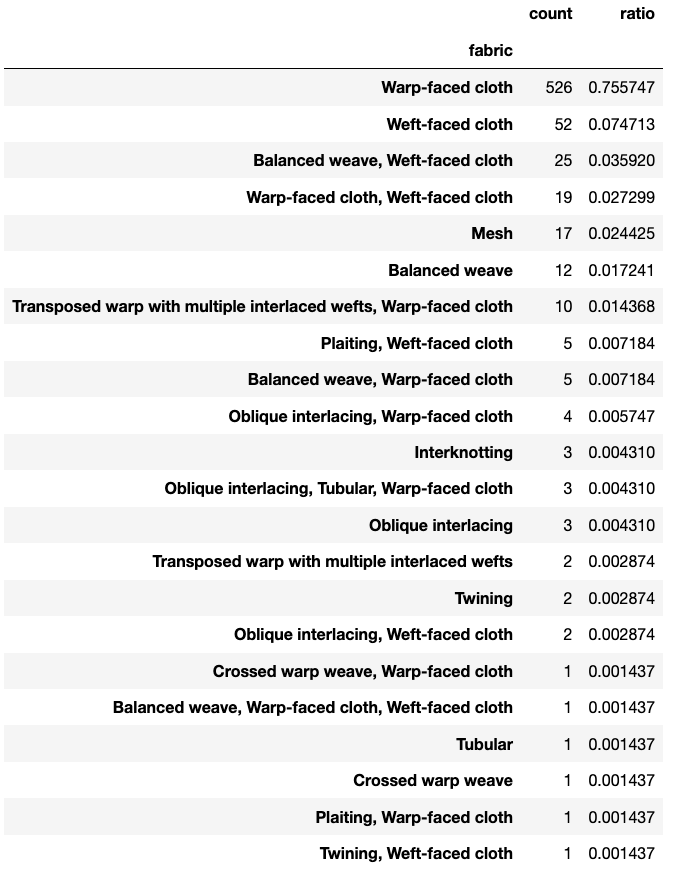 count ratio
fabric
Warp-faced cloth 526 0.755747
Weft-faced cloth 52 0.074713
Balanced weave, Weft-faced cloth 25 0.035920
Warp-faced cloth, Weft-faced cloth 19 0.027299
Mesh 17 0.024425
Balanced weave 12 0.017241
Transposed warp with multiple interlaced wefts, Warp-faced cloth 10 0.014368
Plaiting, Weft-faced cloth 5 0.007184
Balanced weave, Warp-faced cloth 5 0.007184
Oblique interlacing, Warp-faced cloth 4 0.005747
Interknotting 3 0.004310
Oblique interlacing, Tubular, Warp-faced cloth 3 0.004310
Oblique interlacing 3 0.004310
Transposed warp with multiple interlaced wefts 2 0.002874
Twining 2 0.002874
Oblique interlacing, Weft-faced cloth 2 0.002874
Crossed warp weave, Warp-faced cloth 1 0.001437
Balanced weave, Warp-faced cloth, Weft-faced cloth 1 0.001437
Tubular 1 0.001437
Crossed warp weave 1 0.001437
Plaiting, Warp-faced cloth 1 0.001437
Twining, Weft-faced cloth 1 0.001437